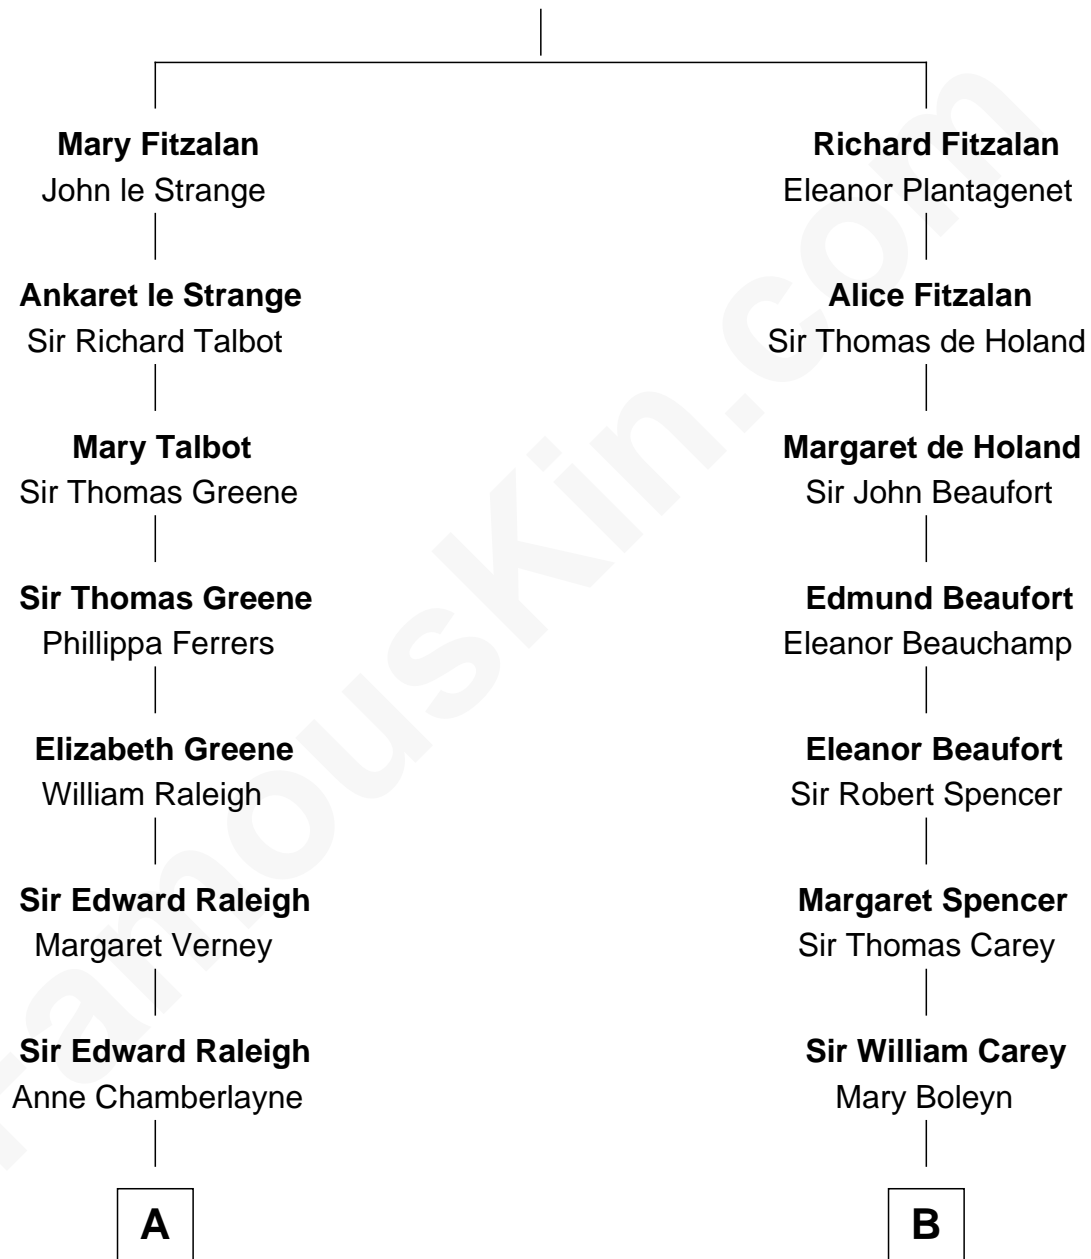 Mary Fitzalan
John le Strange
Ankaret le Strange
Sir Richard Talbot
Mary Talbot
Sir Thomas Greene
Sir Thomas Greene
Phillippa Ferrers
Elizabeth Greene
William Raleigh
Sir Edward Raleigh
Margaret Verney
Sir Edward Raleigh
Anne Chamberlayne
A
Richard Fitzalan
Eleanor Plantagenet
Alice Fitzalan
Sir Thomas de Holand
Margaret de Holand
Sir John Beaufort
Edmund Beaufort
Eleanor Beauchamp
Eleanor Beaufort
Sir Robert Spencer
Margaret Spencer
Sir Thomas Carey
Sir William Carey
Mary Boleyn
B
FamousKin.com